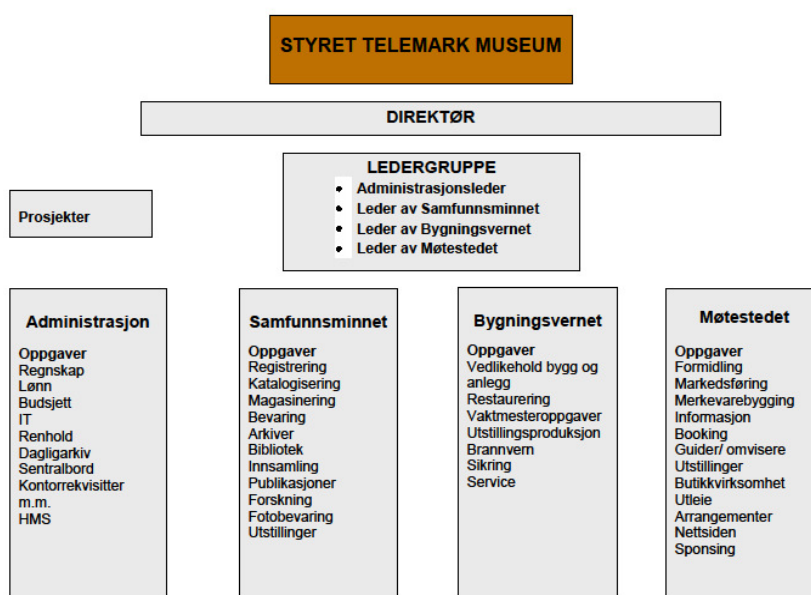 STYRET TELEMARK MUSEUM
DIREKTØR
LEDERGRUPPE
• Administrasjonsleder
• Leder av Samfunnsminnet
• Leder av Bygningsvernet
• Leder av Møtestedet
Prosjekter
Administrasjon
Oppgaver
Regnskap
Lønn
Budsjett
IT
Renhold
Dagligarkiv
Sentralbord
Kontorrekvisitter
m.m.
HMS
Samfunnsminnet
Oppgaver
Registrering
Katalogisering
Magasinering
Bevaring
Arkiver
Bibliotek
Innsamling
Publikasjoner
Forskning
Fotobevaring
Utstillinger
Bygningsvernet
Oppgaver
Vedlikehold bygg og
anlegg
Restaurering
Vaktmesteroppgaver
Utstillingsproduksjon
Brannvern
Sikring
Service
Møtestedet
Oppgaver
Formidling
Markedsføring
Merkevarebygging
Informasjon
Booking
Guider/ omvisere
Utstillinger
Butikkvirksomhet
Utleie
Arrangementer
Nettsiden
Sponsing